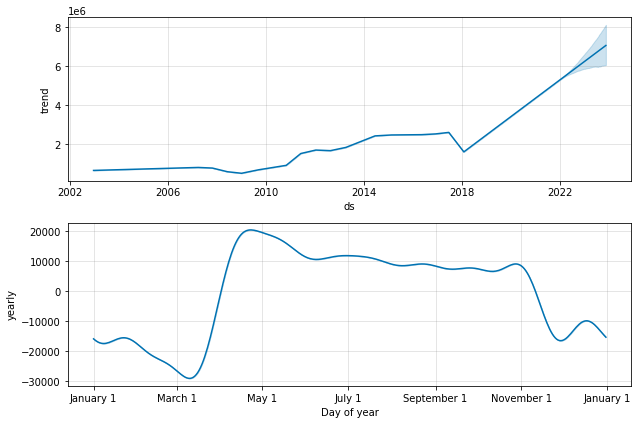 1e6
8
6
4
2
trend
2002 2006 2010 2014 2018 2022
ds
20000
10000
0
−10000
−20000
−30000
yearly
January 1 March 1 May 1 July 1 September 1 November 1 January 1
Day of year